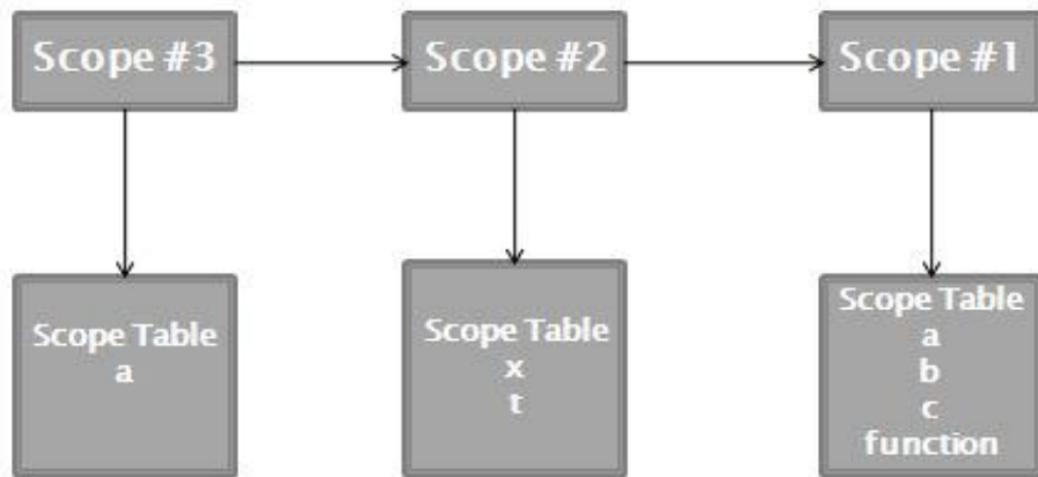 Scope #3
Scope #2
Scope #1
Scope Table
a
Scope Table
x
t
Scope Table
a
b
c
function